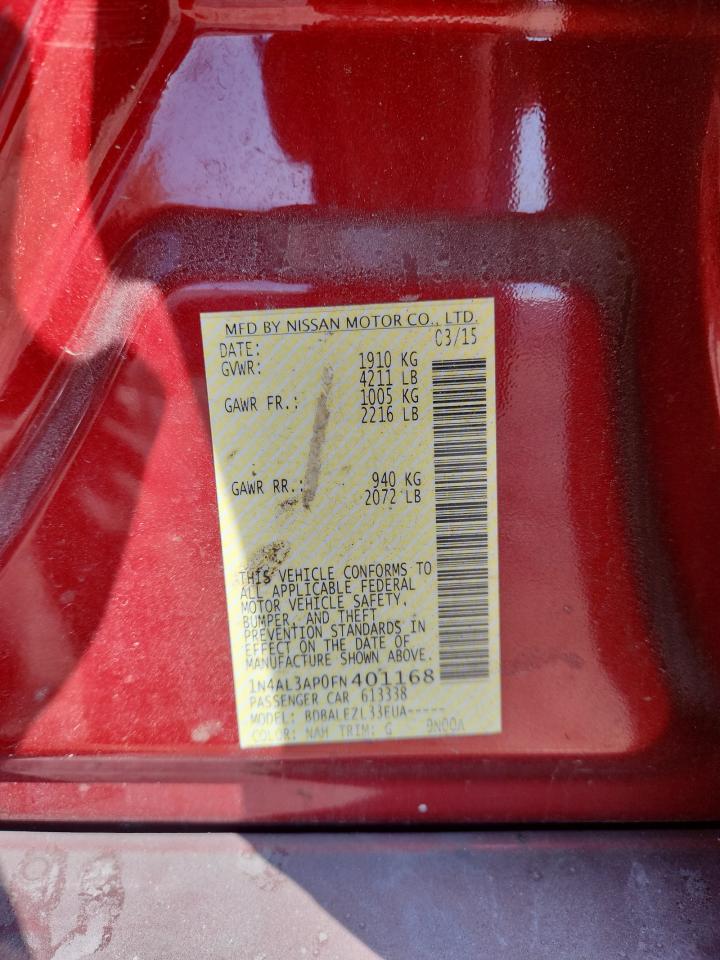 MFD BY NISSAN MOTOR CO., LTD.
DATE: 03/15
GVWR: 1910 KG
4211 LB
GAWR FR.: 1005 KG
2216 LB
GAWR RR.: 940 KG
2072 LB
THIS VEHICLE CONFORMS TO
ALL APPLICABLE FEDERAL
MOTOR VEHICLE SAFETY,
BUMPER, AND THEFT
PREVENTION STANDARDS IN
EFFECT ON THE DATE OF
MANUFACTURE SHOWN ABOVE.
1N4AL3AP0FN401168
PASSENGER CAR 613338
MODEL: BDBALEZL33EUA-----
COLOR: NAH TRIM: G 9N00A